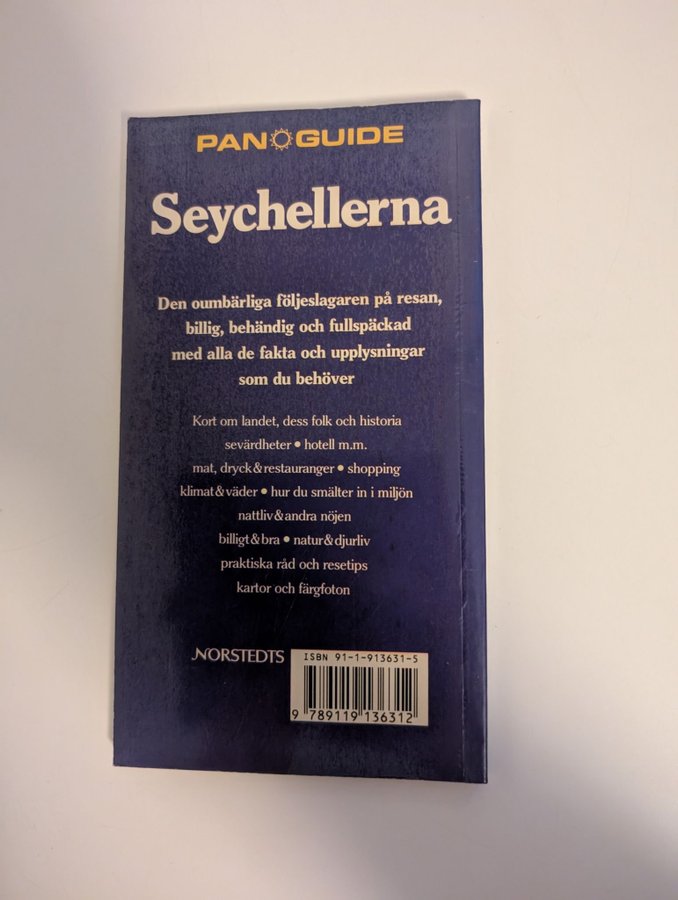 PAN GUIDE
Seychellerna
Den oumbärliga följeslagaren på resan,
billig, behändig och fullspäckad
med alla de fakta och upplysningar
som du behöver
Kort om landet, dess folk och historia
sevärdheter • hotell m.m.
mat, dryck & restauranger • shopping
klimat & väder • hur du smälter in i miljön
nattliv & andra nöjen
billigt & bra • natur & djurliv
praktiska råd och resetips
kartor och färgfoton
NORSTEDTS
ISBN 91-1-913631-5
9 789119 136312